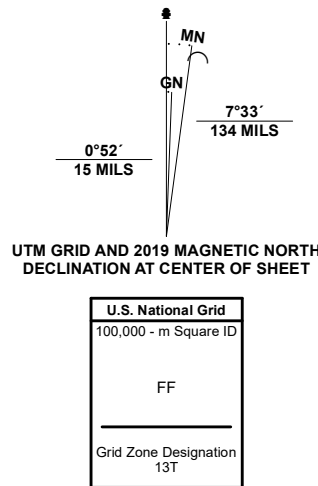 MN
GN
7°33´
134 MILS
0°52´
15 MILS
UTM GRID AND 2019 MAGNETIC NORTH
DECLINATION AT CENTER OF SHEET
U.S. National Grid
100,000 - m Square ID
FF
Grid Zone Designation
13T